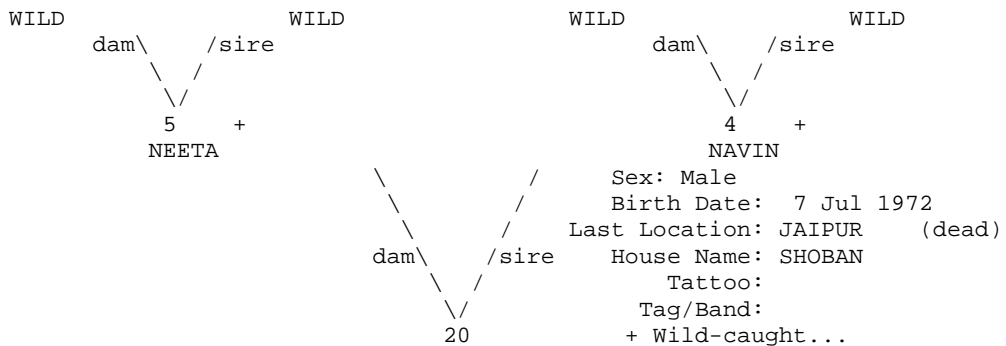 WILD WILD WILD WILD
dam\ /sire dam\ /sire
\ / \ /
\/ \/
5 + 4 +
NEETA NAVIN
\ / Sex: Male
\ / Birth Date: 7 Jul 1972
\ / Last Location: JAIPUR (dead)
dam\ /sire House Name: SHOBAN
\ / Tattoo:
\/ Tag/Band:
20 + Wild-caught...